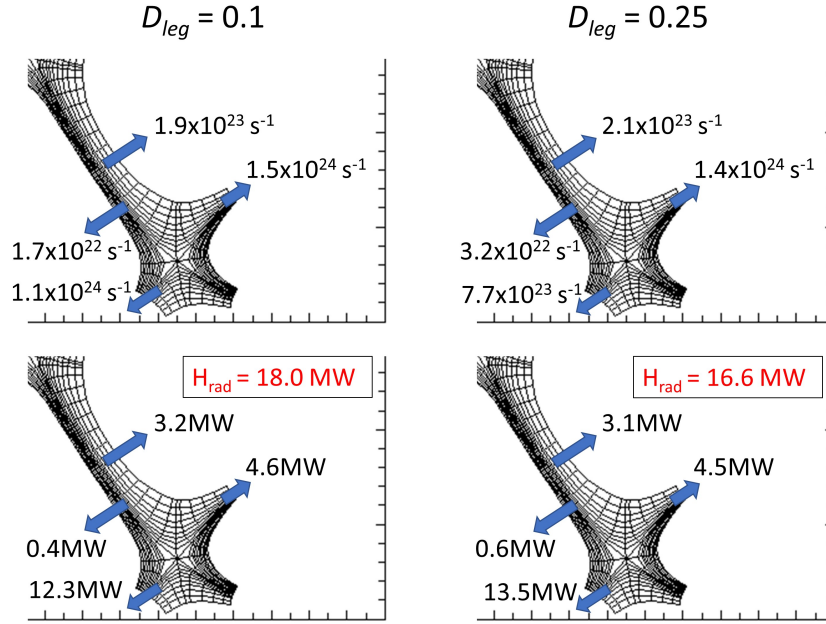 D_leg = 0.1
1.9x10^23 s^-1
1.5x10^24 s^-1
1.7x10^22 s^-1
1.1x10^24 s^-1
D_leg = 0.25
2.1x10^23 s^-1
1.4x10^24 s^-1
3.2x10^22 s^-1
7.7x10^23 s^-1
H_rad = 18.0 MW
3.2MW
4.6MW
0.4MW
12.3MW
H_rad = 16.6 MW
3.1MW
4.5MW
0.6MW
13.5MW